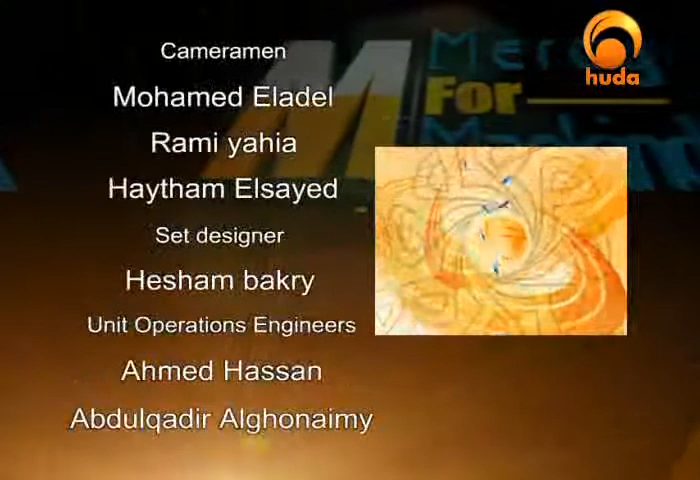 Cameramen
Mohamed Eladel
Rami yahia
Haytham Elsayed
Set designer
Hesham bakry
Unit Operations Engineers
Ahmed Hassan
Abdulqadir Alghonaimy
For
huda